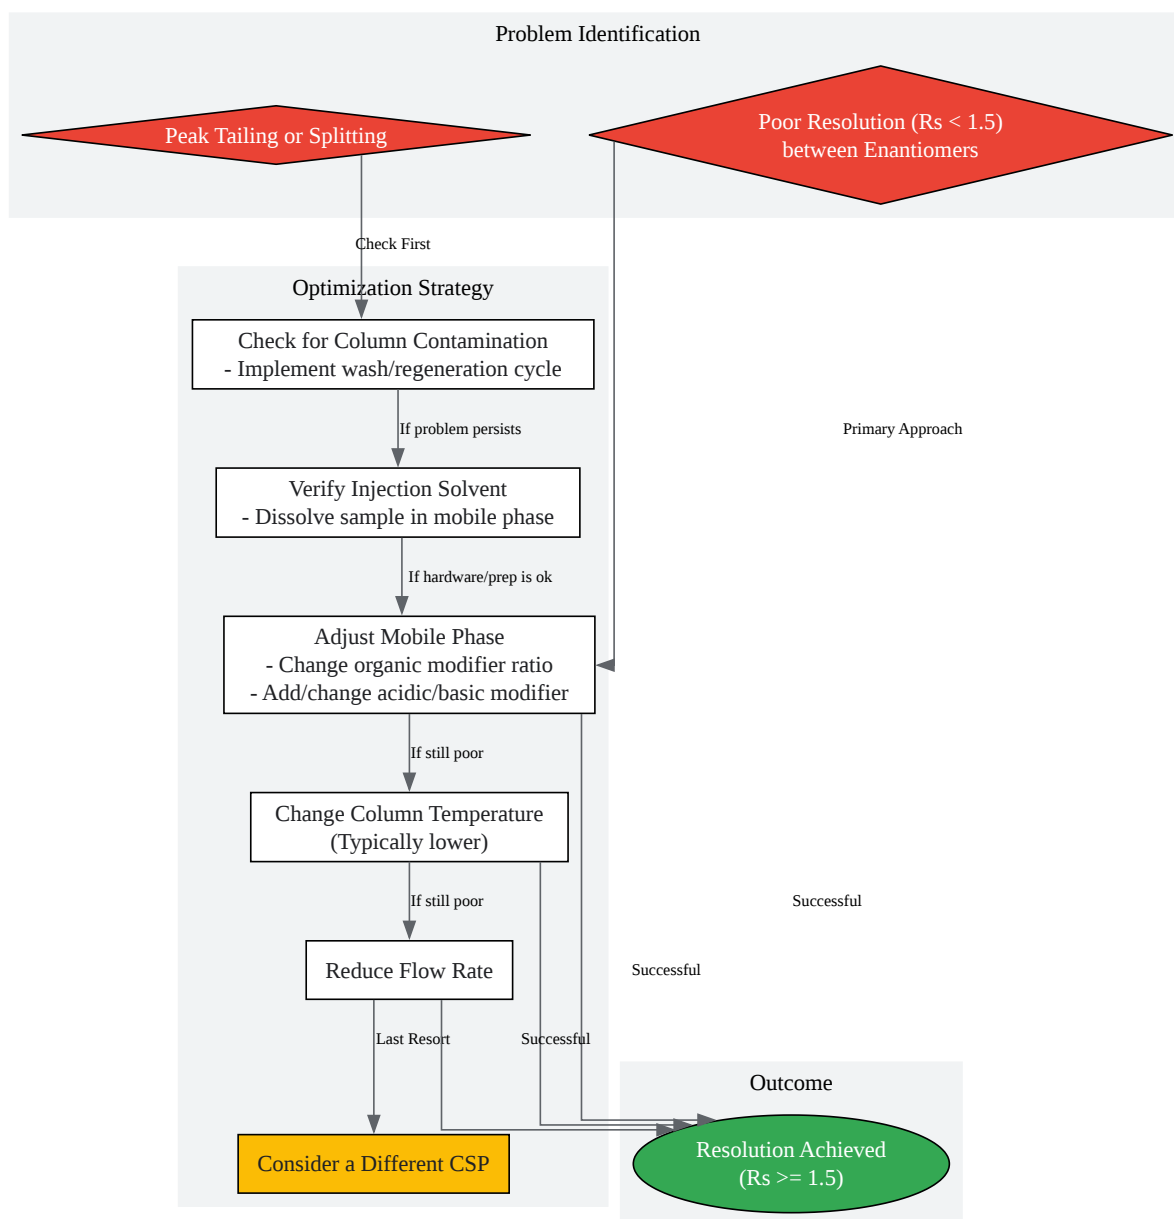 Problem Identification
Peak Tailing or Splitting
Poor Resolution (Rs < 1.5)
between Enantiomers
Check First
Optimization Strategy
Check for Column Contamination
- Implement wash/regeneration cycle
If problem persists
Primary Approach
Verify Injection Solvent
- Dissolve sample in mobile phase
If hardware/prep is ok
Adjust Mobile Phase
- Change organic modifier ratio
- Add/change acidic/basic modifier
If still poor
Change Column Temperature
(Typically lower)
If still poor
Successful
Reduce Flow Rate
Successful
Last Resort
Successful
Outcome
Consider a Different CSP
Resolution Achieved
(Rs >= 1.5)